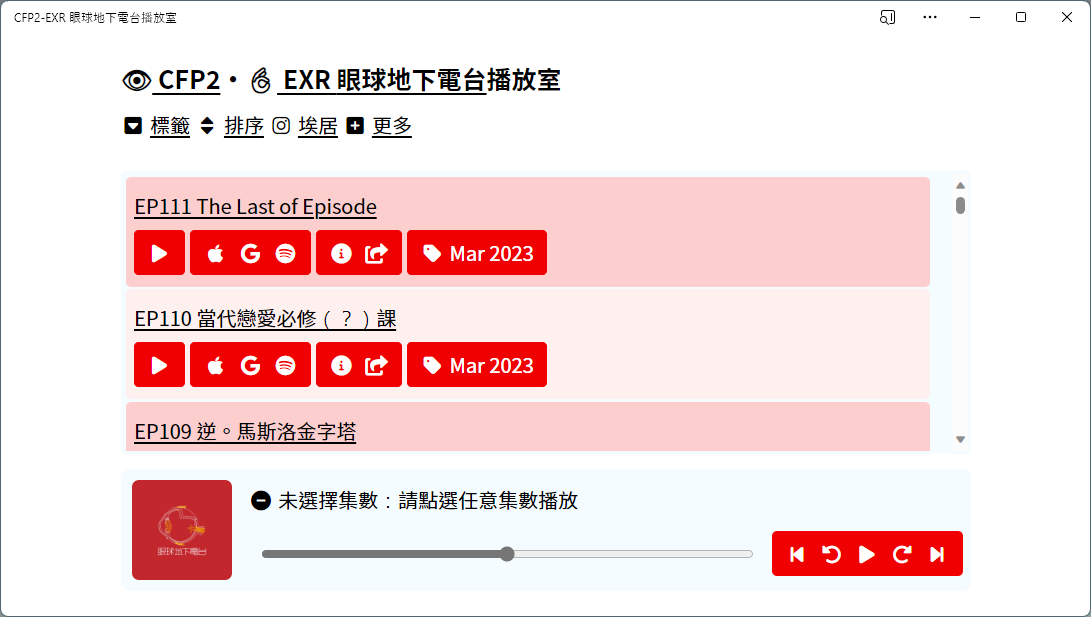 CFP2-EXR 眼球地下電台播放室
CFP2・ EXR 眼球地下電台播放室
標籤 排序 埃居 更多
EP111 The Last of Episode
Mar 2023
EP110 當代戀愛必修（？）課
Mar 2023
EP109 逆。馬斯洛金字塔
未選擇集數：請點選任意集數播放
眼球地下電台